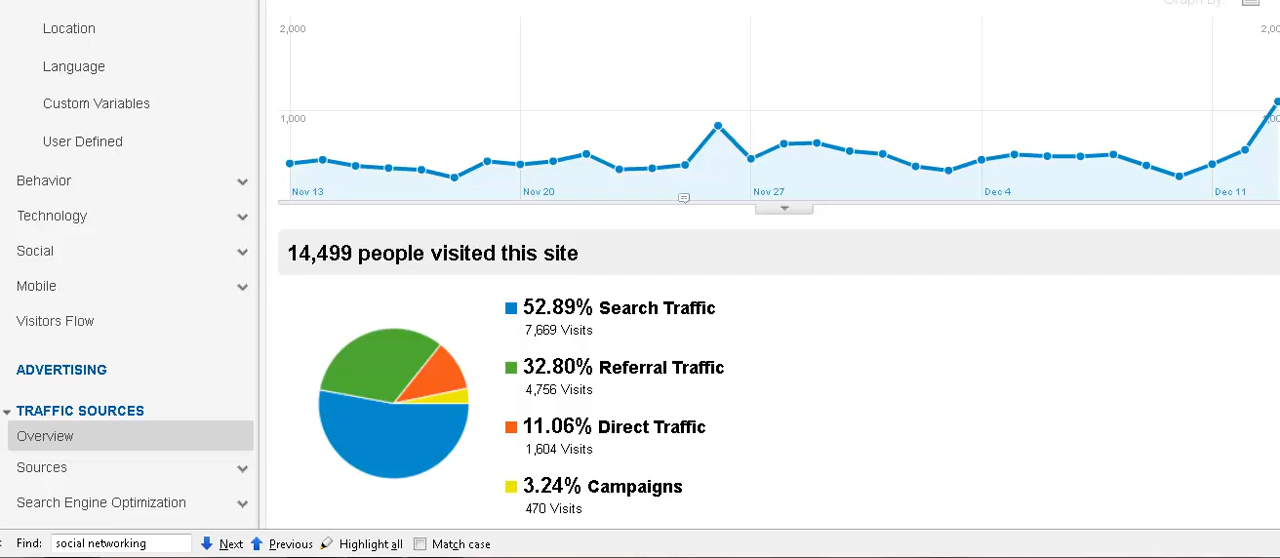 Graph By:
Location
2,000
Language
Custom Variables
1,000
User Defined
Behavior
Nov 13
Nov 20
Nov 27
Dec 4
Dec 11
Technology
Social
14,499 people visited this site
Mobile
Visitors Flow
52.89% Search Traffic
7,669 Visits
ADVERTISING
32.80% Referral Traffic
4,756 Visits
TRAFFIC SOURCES
Overview
11.06% Direct Traffic
1,604 Visits
Sources
3.24% Campaigns
470 Visits
Search Engine Optimization
Find: social networking Next Previous Highlight all Match case